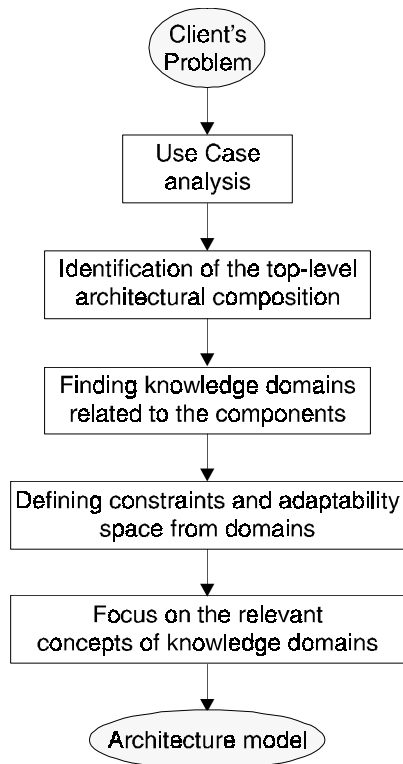 Client's
Problem
Use Case
analysis
Identification of the top-level
architectural composition
Finding knowledge domains
related to the components
Defining constraints and adaptability
space from domains
Focus on the relevant
concepts of knowledge domains
Architecture model